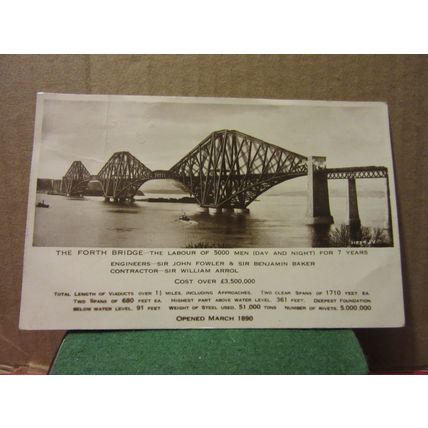 THE FORTH BRIDGE—THE LABOUR OF 5000 MEN (DAY AND NIGHT) FOR 7 YEARS
ENGINEERS—SIR JOHN FOWLER & SIR BENJAMIN BAKER
CONTRACTOR—SIR WILLIAM ARROL
COST OVER £3,500,000
TOTAL LENGTH OF VIADUCTS OVER 1½ MILES, INCLUDING APPROACHES. TWO CLEAR SPANS OF 1710 FEET EA.
TWO SPANS OF 680 FEET EA. HIGHEST PART ABOVE WATER LEVEL. 361 FEET. DEEPEST FOUNDATION
BELOW WATER LEVEL. 91 FEET. WEIGHT OF STEEL USED. 51,000 TONS NUMBER OF RIVETS. 5,000,000
OPENED MARCH 1890